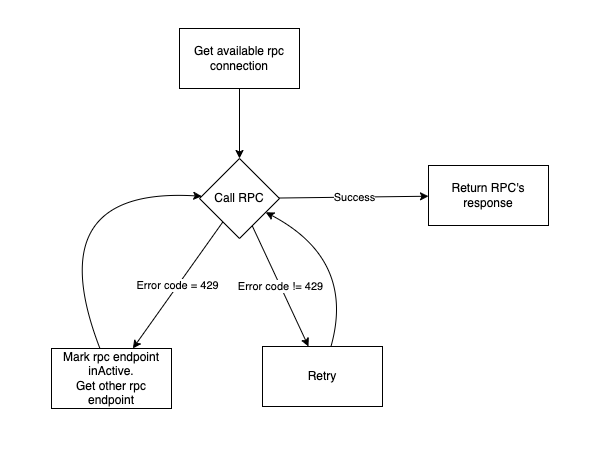 Get available rpc
connection
Call RPC
Success
Return RPC's
response
Error code = 429
Error code != 429
Mark rpc endpoint
inActive.
Get other rpc
endpoint
Retry